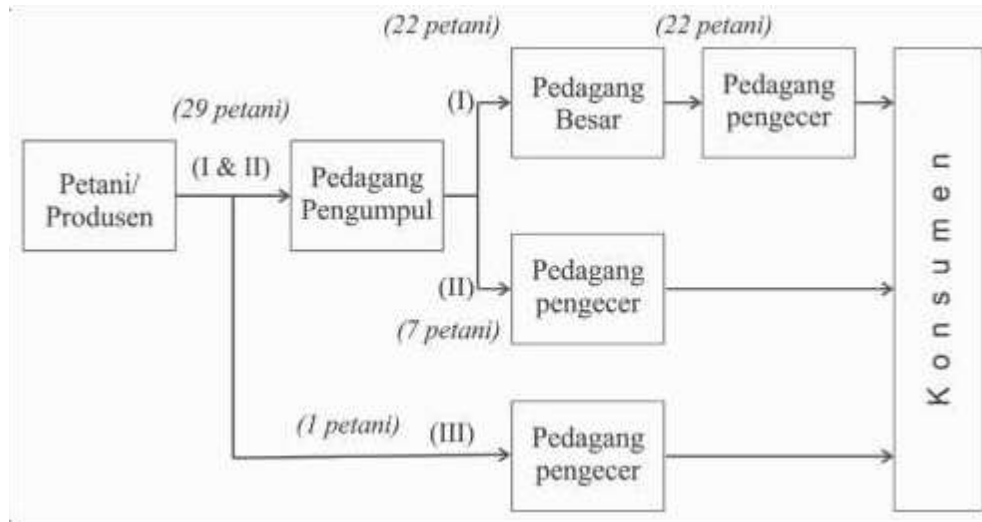 (22 petani)
(22 petani)
(29 petani)
(I)
Pedagang
Besar
Pedagang
pengecer
Petani/
Produsen
(I & II)
Pedagang
Pengumpul
(II)
Pedagang
pengecer
(7 petani)
(1 petani)
(III)
Pedagang
pengecer
Konsumen